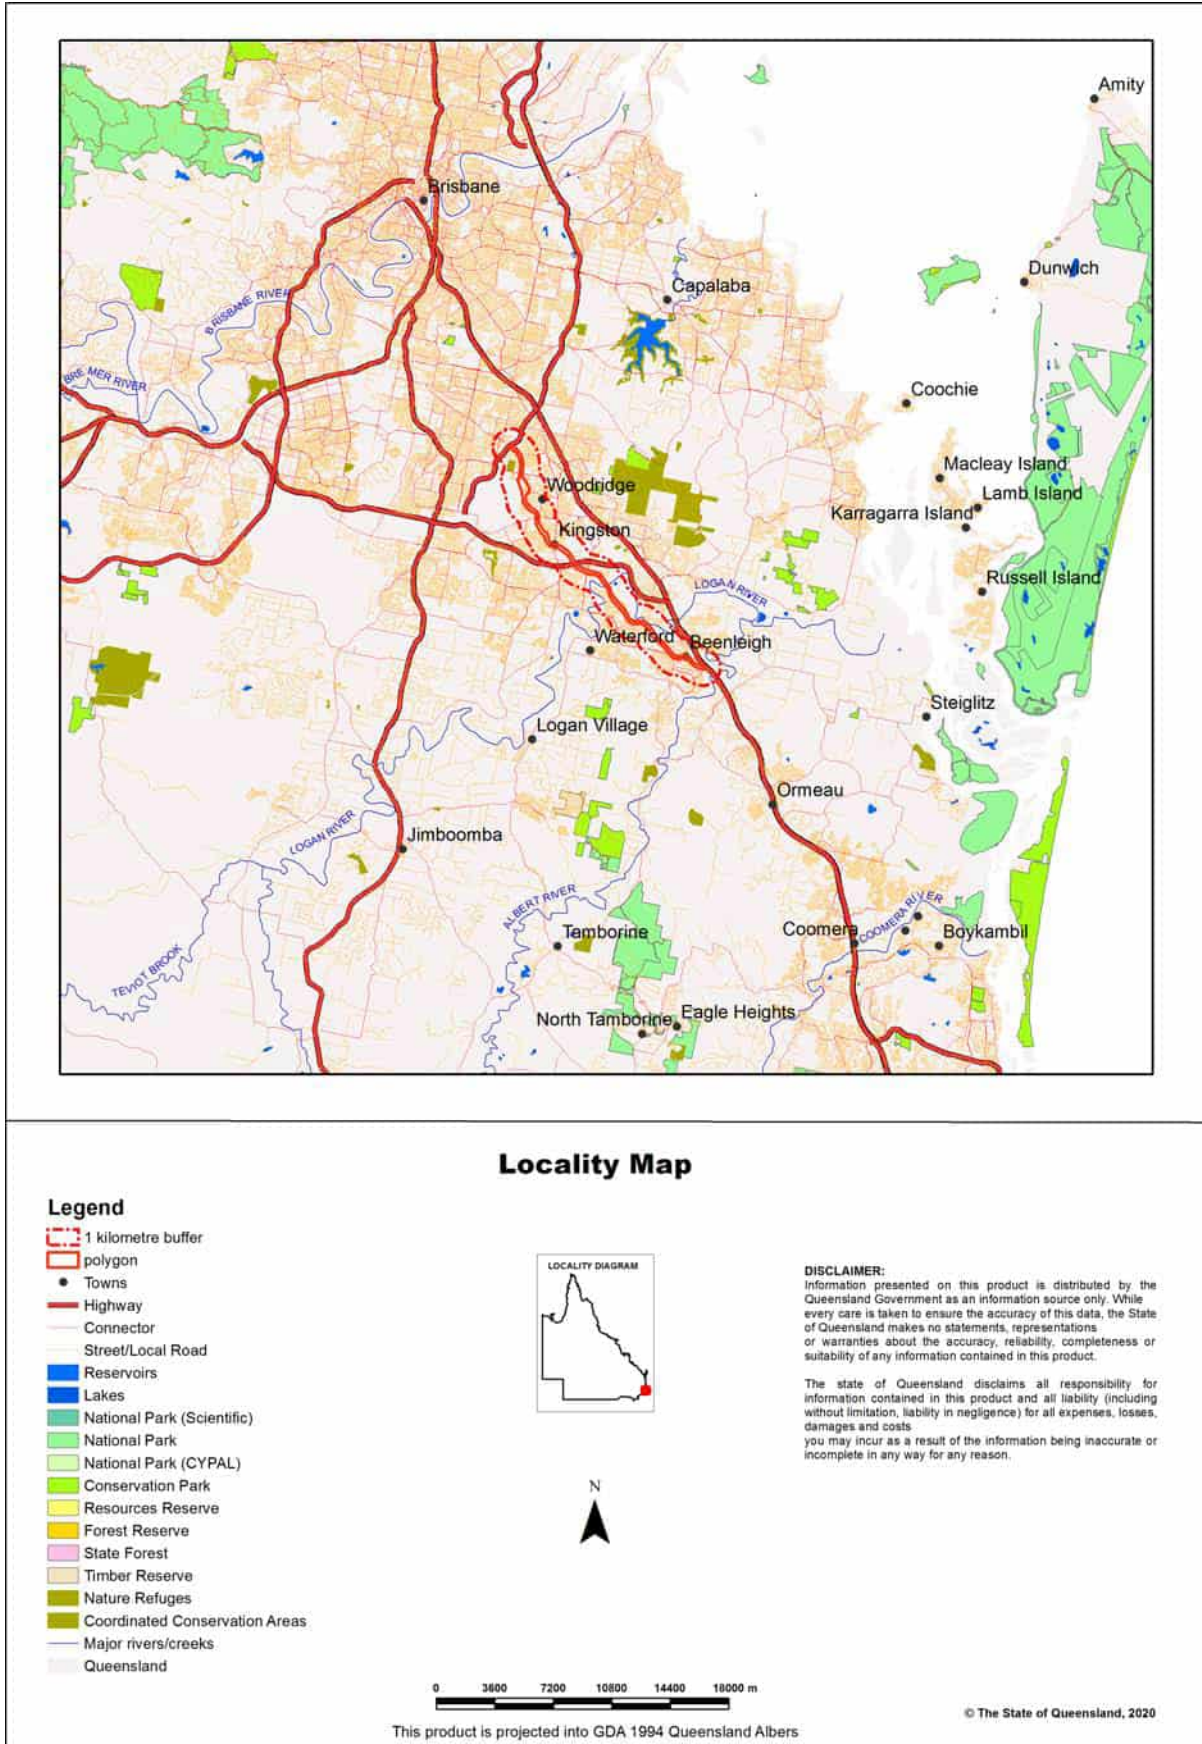 Amity
Brisbane
Dunwich
Capalaba
BRISBANE RIVER
BREMER RIVER
Coochie
Macleay Island
Woodridge
Lamb Island
Karragarra Island
Kingston
Russell Island
LOGAN RIVER
Waterford
Beenleigh
Steiglitz
Logan Village
Ormeau
LOGAN RIVER
Jimboomba
ALBERT RIVER
COOMERA RIVER
Tamborine
Coomera
Boykambil
TEVIOT BROOK
North Tamborine
Eagle Heights
Locality Map
Legend
1 kilometre buffer
polygon
Towns
Highway
Connector
Street/Local Road
Reservoirs
Lakes
National Park (Scientific)
National Park
National Park (CYPAL)
Conservation Park
Resources Reserve
Forest Reserve
State Forest
Timber Reserve
Nature Refuges
Coordinated Conservation Areas
Major rivers/creeks
Queensland
LOCALITY DIAGRAM
N
0 3600 7200 10800 14400 18000 m
This product is projected into GDA 1994 Queensland Albers
DISCLAIMER:
Information presented on this product is distributed by the
Queensland Government as an information source only. While
every care is taken to ensure the accuracy of this data, the State
of Queensland makes no statements, representations
or warranties about the accuracy, reliability, completeness or
suitability of any information contained in this product.
The state of Queensland disclaims all responsibility for
information contained in this product and all liability (including
without limitation, liability in negligence) for all expenses, losses,
damages and costs
you may incur as a result of the information being inaccurate or
incomplete in any way for any reason.
© The State of Queensland, 2020